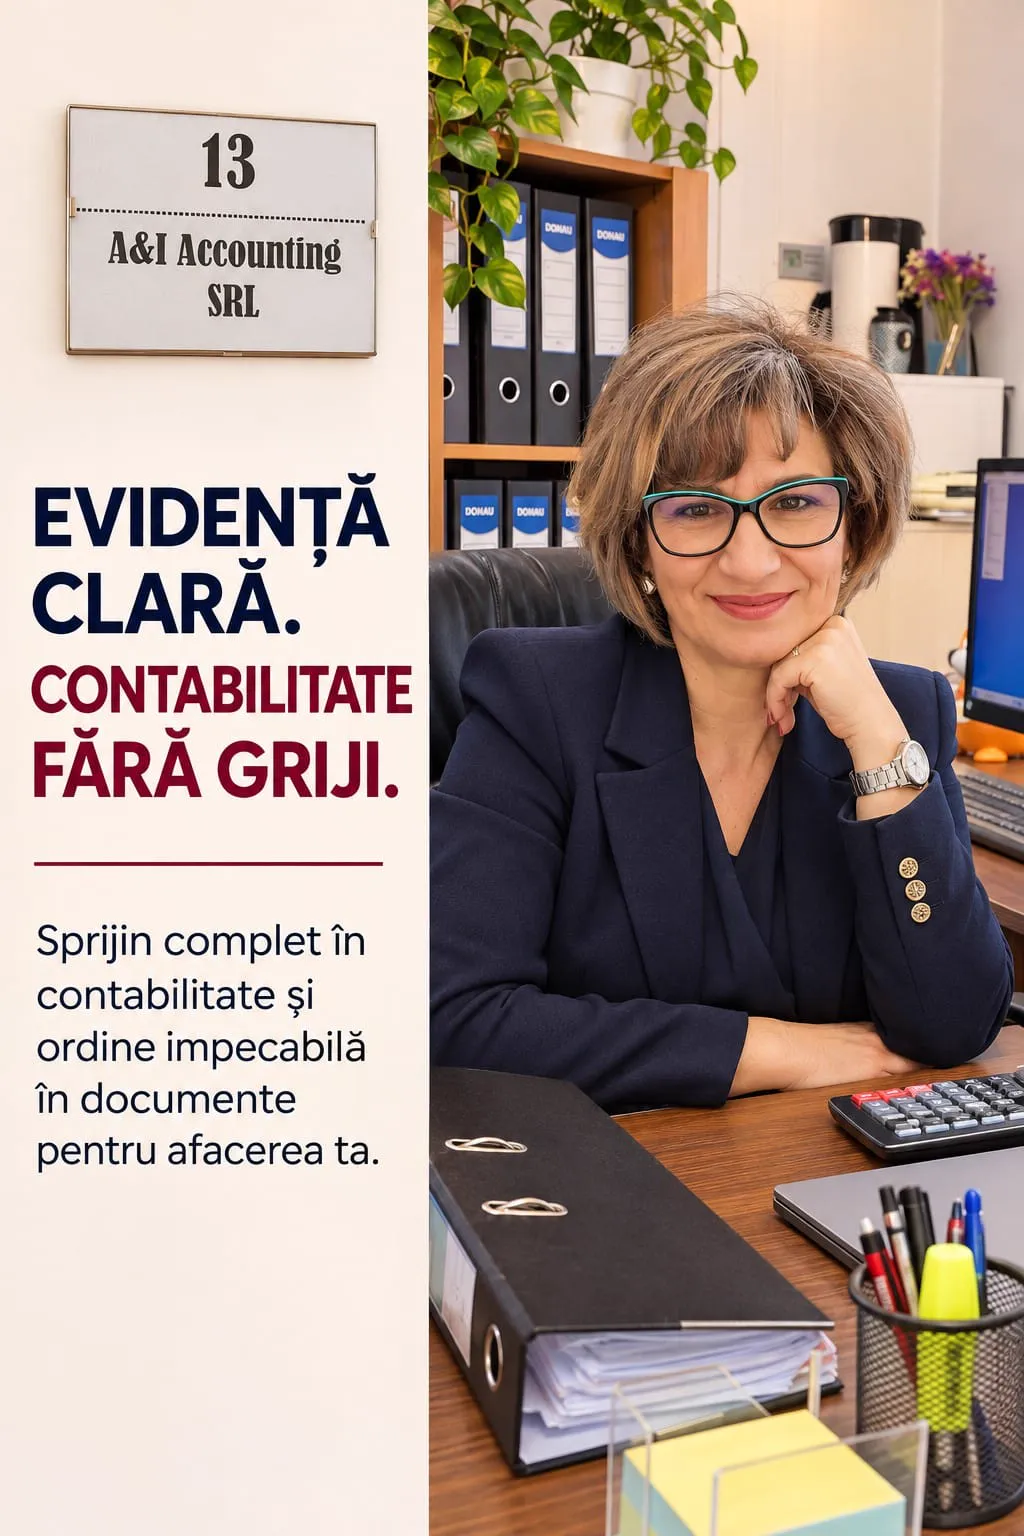 13
A&I Accounting
SRL
EVIDENȚĂ
CLARĂ.
CONTABILITATE
FĂRĂ GRIJI.
Sprijin complet în
contabilitate și
ordine impecabilă
în documente
pentru afacerea ta.
DONAU
DONAU
DONAU
DONAU